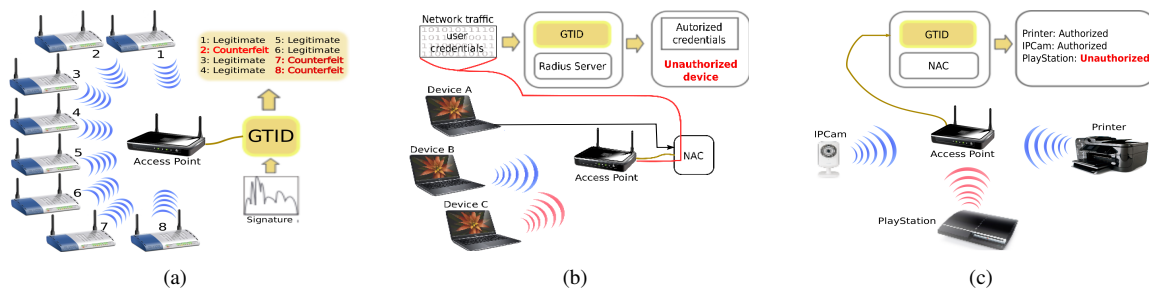 1: Legitimate 5: Legitimate
2: Counterfeit 6: Legitimate
3: Legitimate 7: Counterfeit
4: Legitimate 8: Counterfeit
2
1
3
4
5
6
7
8
Access Point
GTID
Signature
(a)
Network traffic
user
credentials
GTID
Radius Server
Autorized
credentials
Unauthorized
device
Device A
Device B
Device C
Access Point
NAC
(b)
GTID
NAC
Printer: Authorized
IPCam: Authorized
PlayStation: Unauthorized
IPCam
Access Point
Printer
PlayStation
(c)